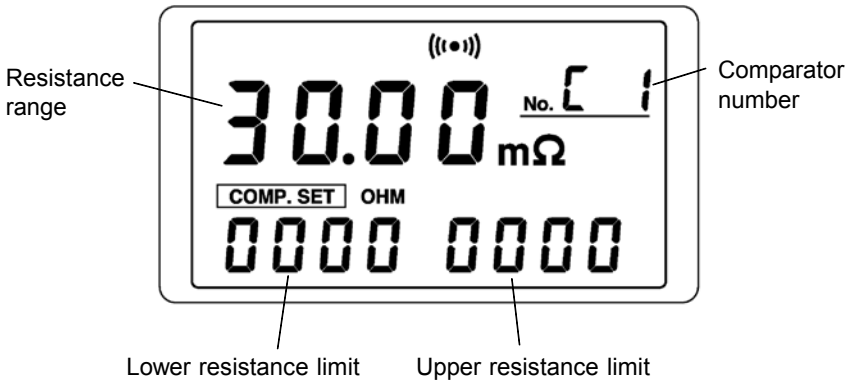 ((•))
Resistance range
30.00 mΩ
No. C 1
Comparator number
COMP. SET OHM
0000 0000
Lower resistance limit Upper resistance limit